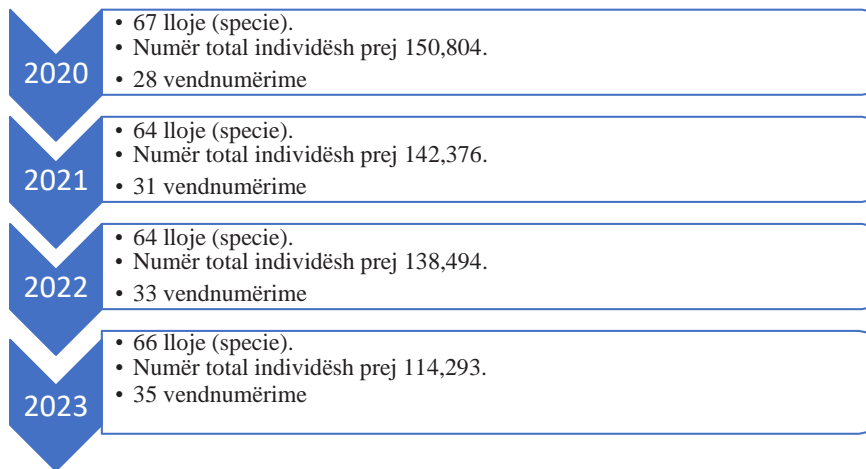 2020
• 67 lloje (specie).
• Numër total individësh prej 150,804.
• 28 vendnumërime
2021
• 64 lloje (specie).
• Numër total individësh prej 142,376.
• 31 vendnumërime
2022
• 64 lloje (specie).
• Numër total individësh prej 138,494.
• 33 vendnumërime
2023
• 66 lloje (specie).
• Numër total individësh prej 114,293.
• 35 vendnumërime